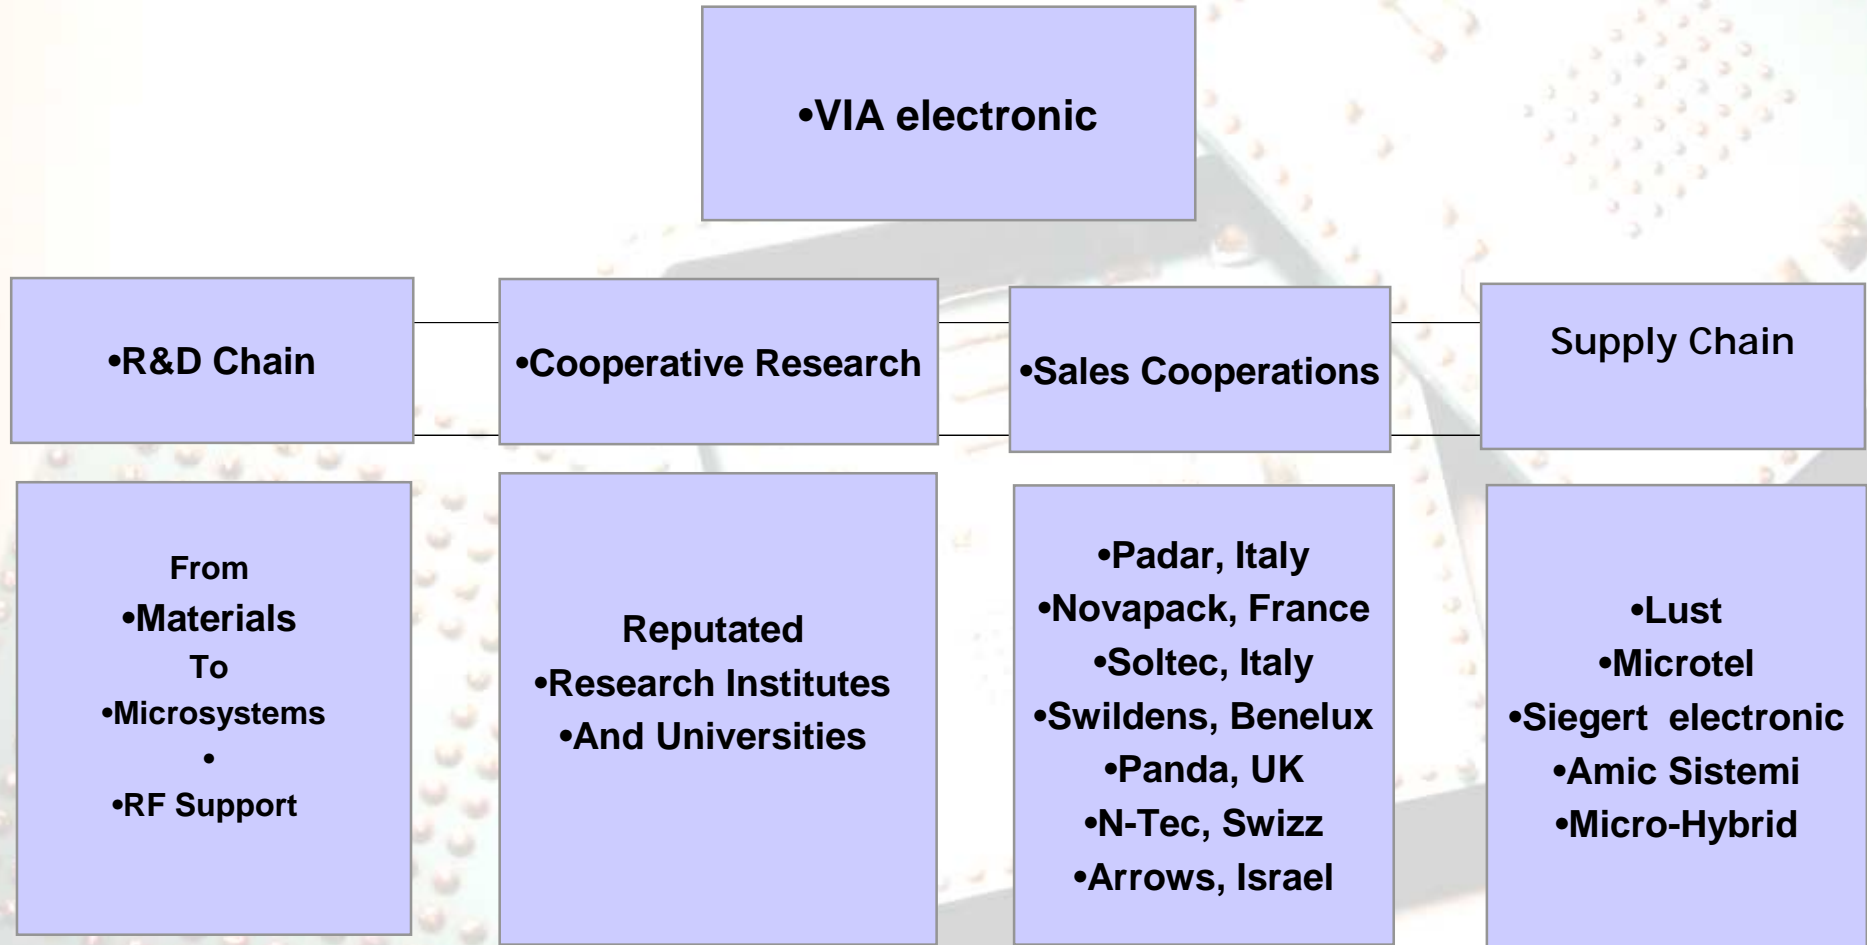 •VIA electronic
•R&D Chain
•Cooperative Research
•Sales Cooperations
Supply Chain
From
•Materials
To
•Microsystems
•
•RF Support
Reputated
•Research Institutes
•And Universities
•Padar, Italy
•Novapack, France
•Soltec, Italy
•Swildens, Benelux
•Panda, UK
•N-Tec, Swizz
•Arrows, Israel
•Lust
•Microtel
•Siegert  electronic
•Amic Sistemi
•Micro-Hybrid